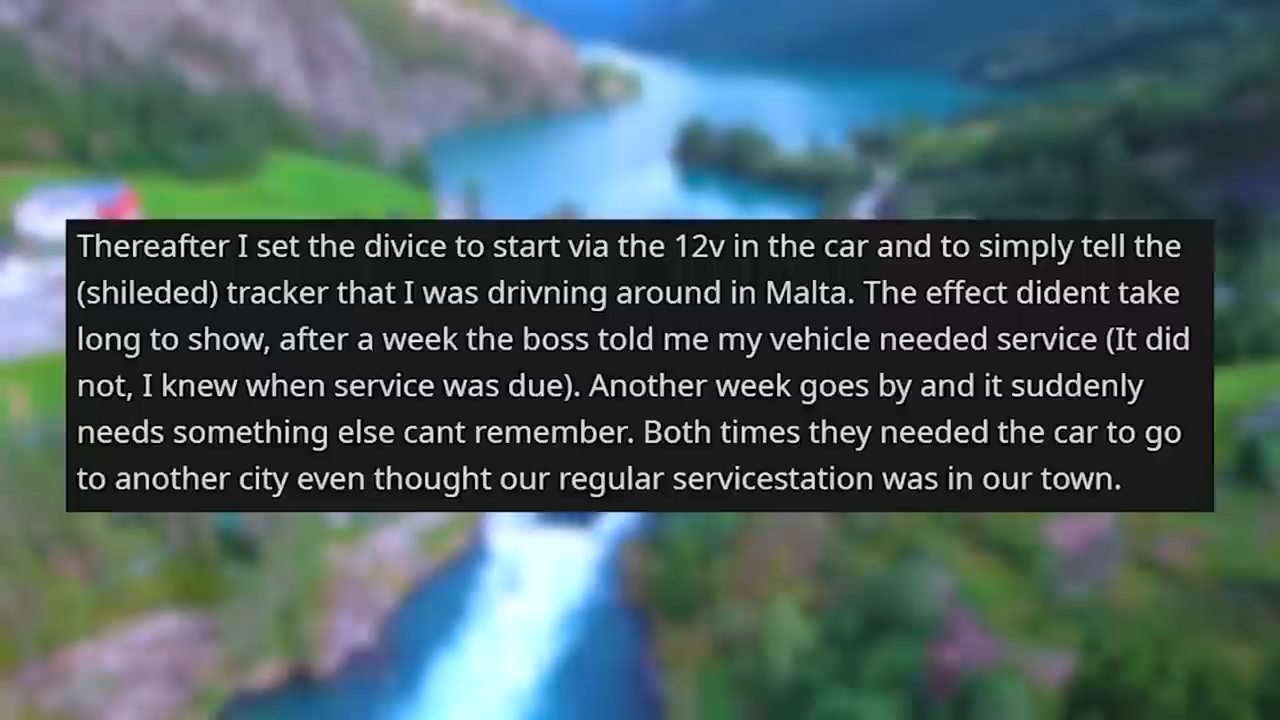 Thereafter I set the divice to start via the 12v in the car and to simply tell the
(shileded) tracker that I was drivning around in Malta. The effect dident take
long to show, after a week the boss told me my vehicle needed service (It did
not, I knew when service was due). Another week goes by and it suddenly
needs something else cant remember. Both times they needed the car to go
to another city even thought our regular servicestation was in our town.